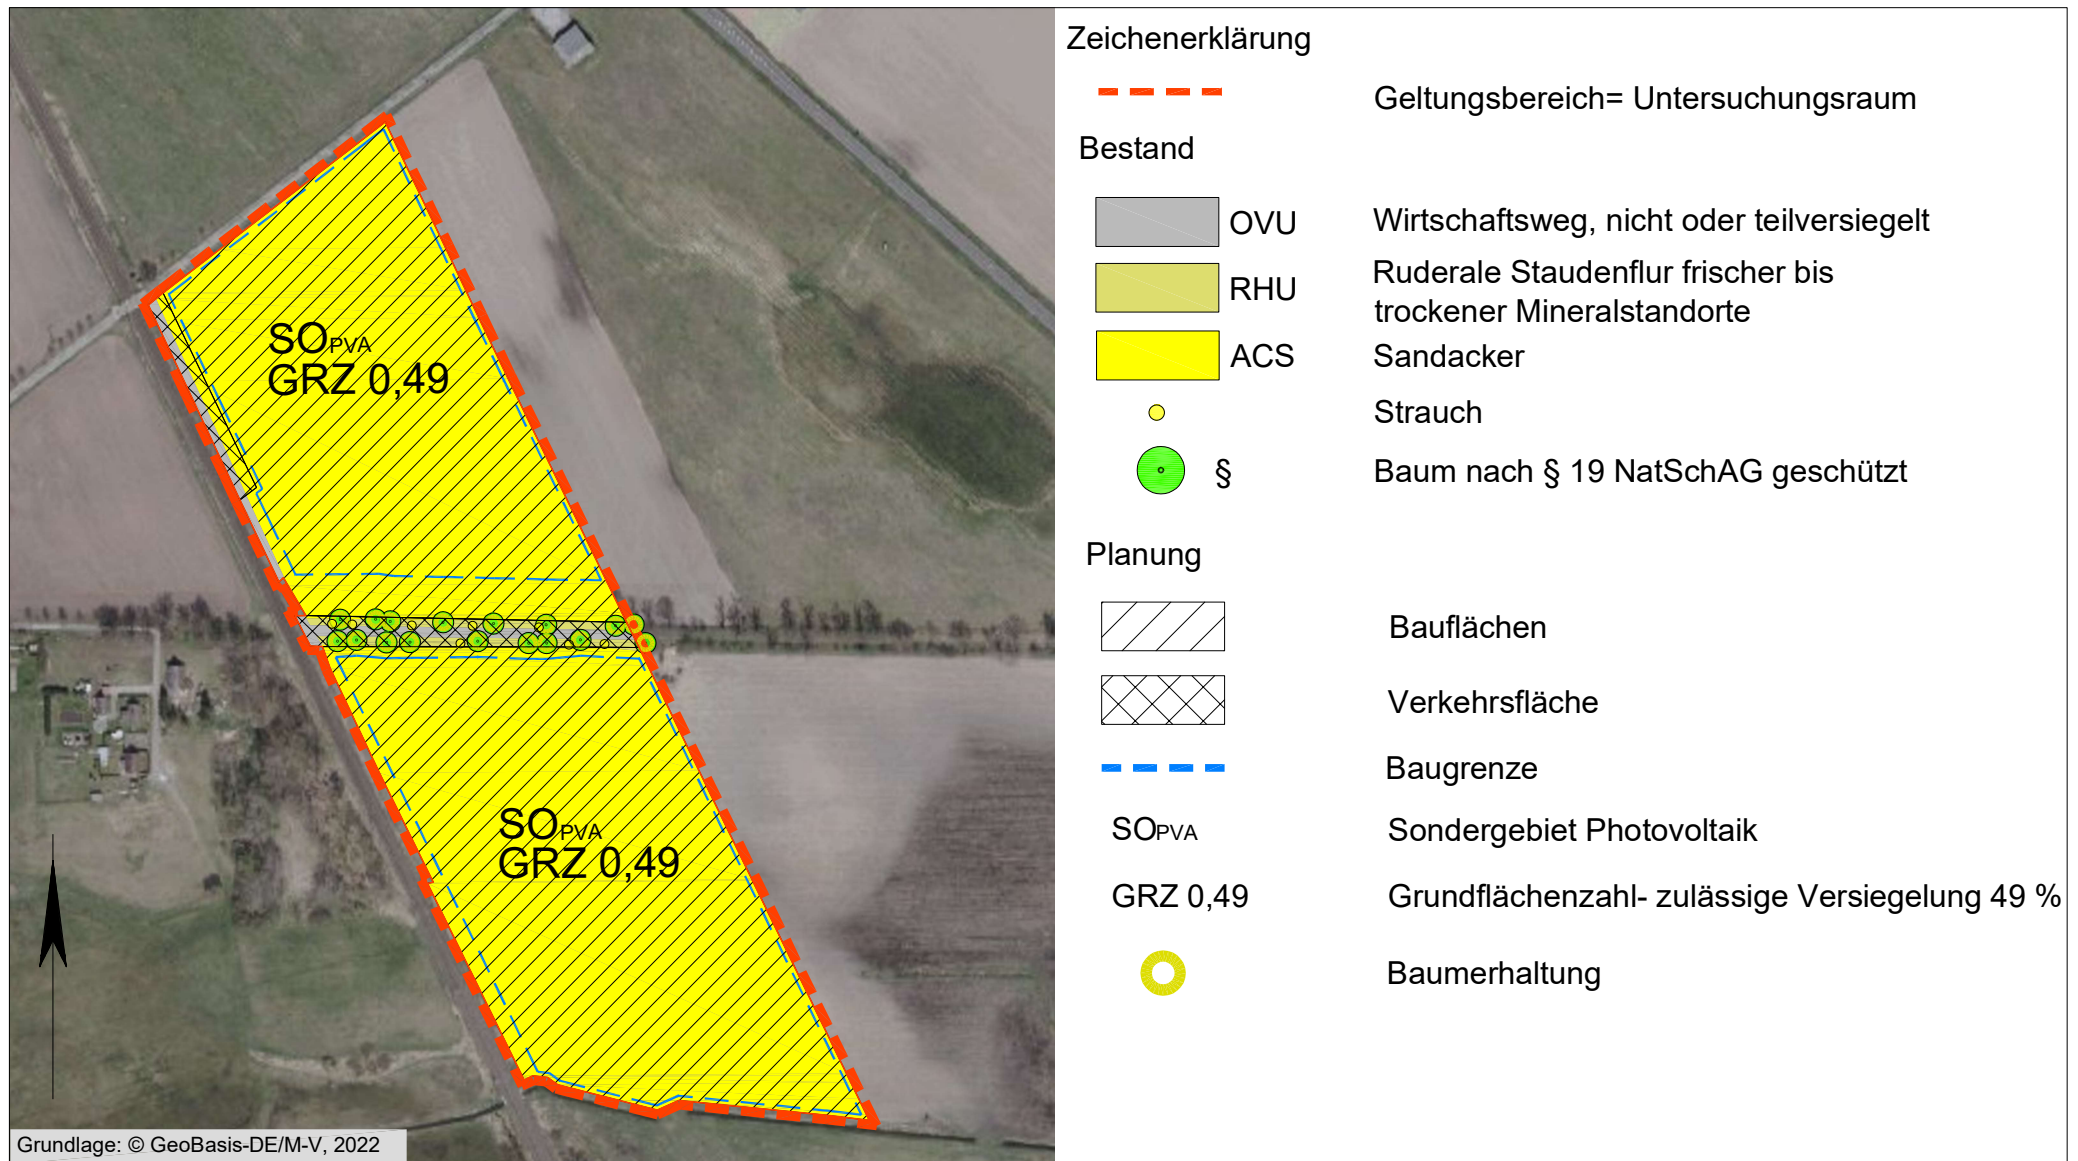 SOPVA
GRZ 0,49
SOPVA
GRZ 0,49
Grundlage: © GeoBasis-DE/M-V, 2022
Zeichenerklärung
Geltungsbereich= Untersuchungsraum
Bestand
OVU Wirtschaftsweg, nicht oder teilversiegelt
RHU Ruderale Staudenflur frischer bis
trockener Mineralstandorte
ACS Sandacker
Strauch
§ Baum nach § 19 NatSchAG geschützt
Planung
Bauflächen
Verkehrsfläche
Baugrenze
SOPVA Sondergebiet Photovoltaik
GRZ 0,49 Grundflächenzahl- zulässige Versiegelung 49 %
Baumerhaltung